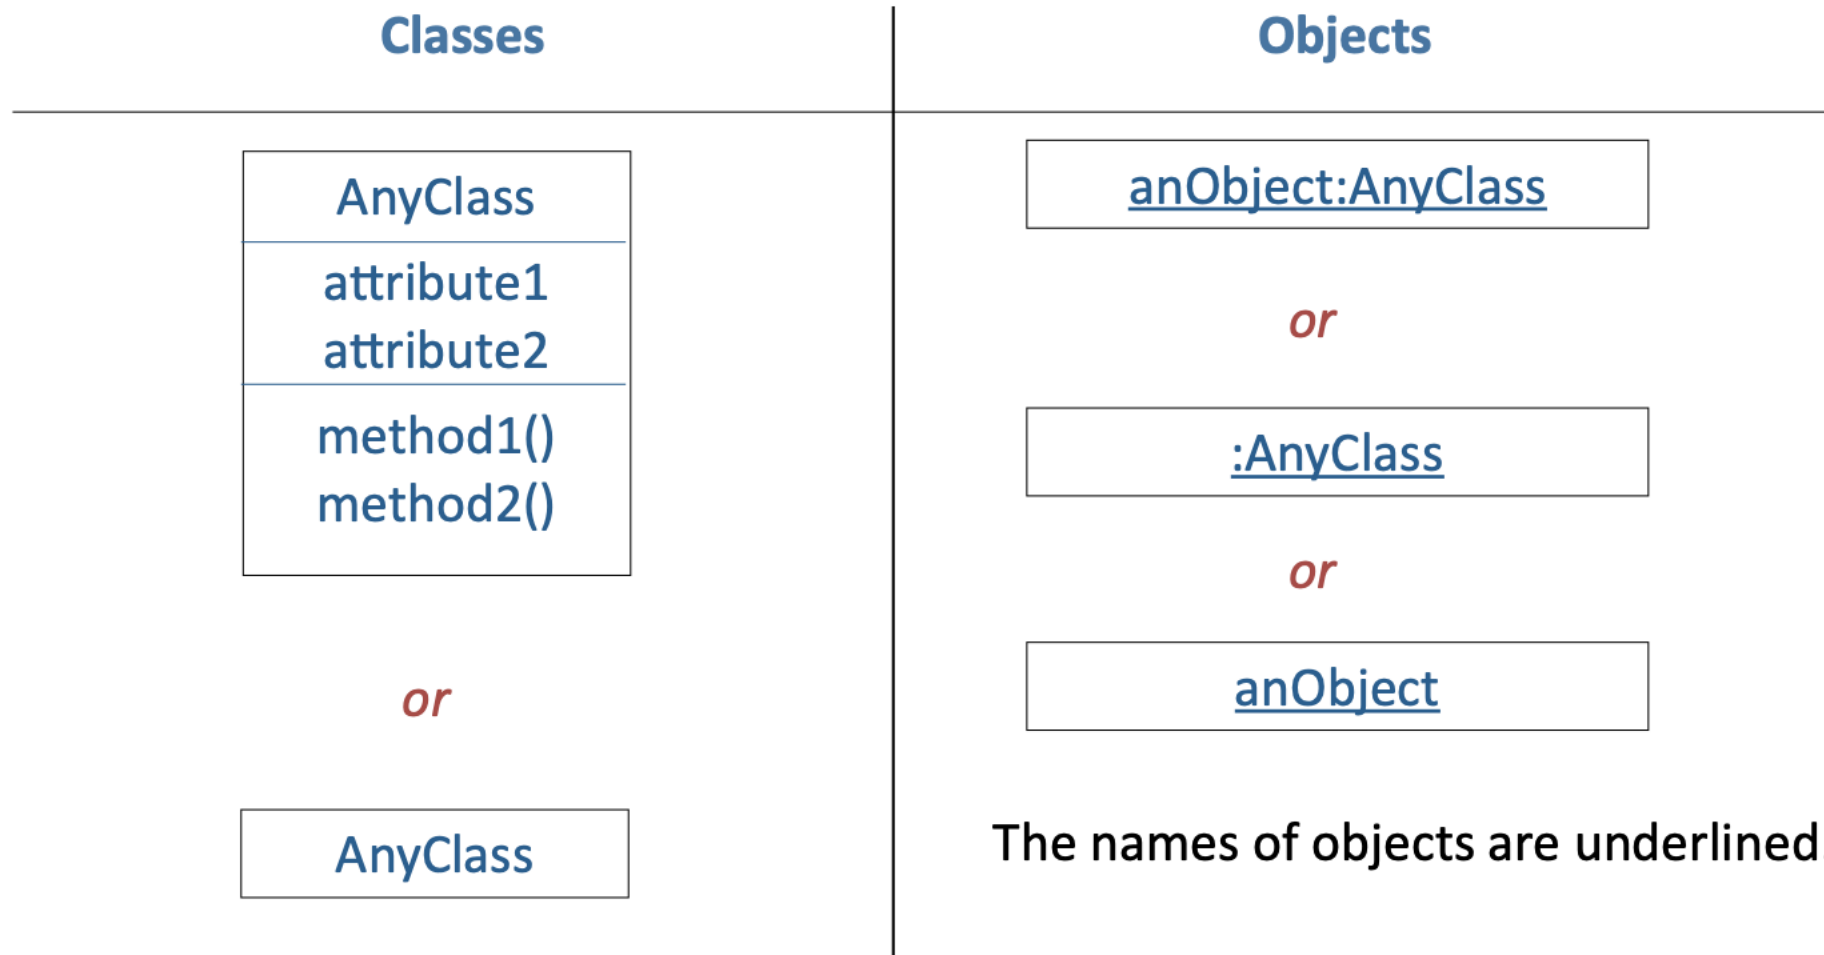 Classes
AnyClass
attribute1
attribute2
method1()
method2()
or
AnyClass
Objects
anObject:AnyClass
or
:AnyClass
or
anObject
The names of objects are underlined